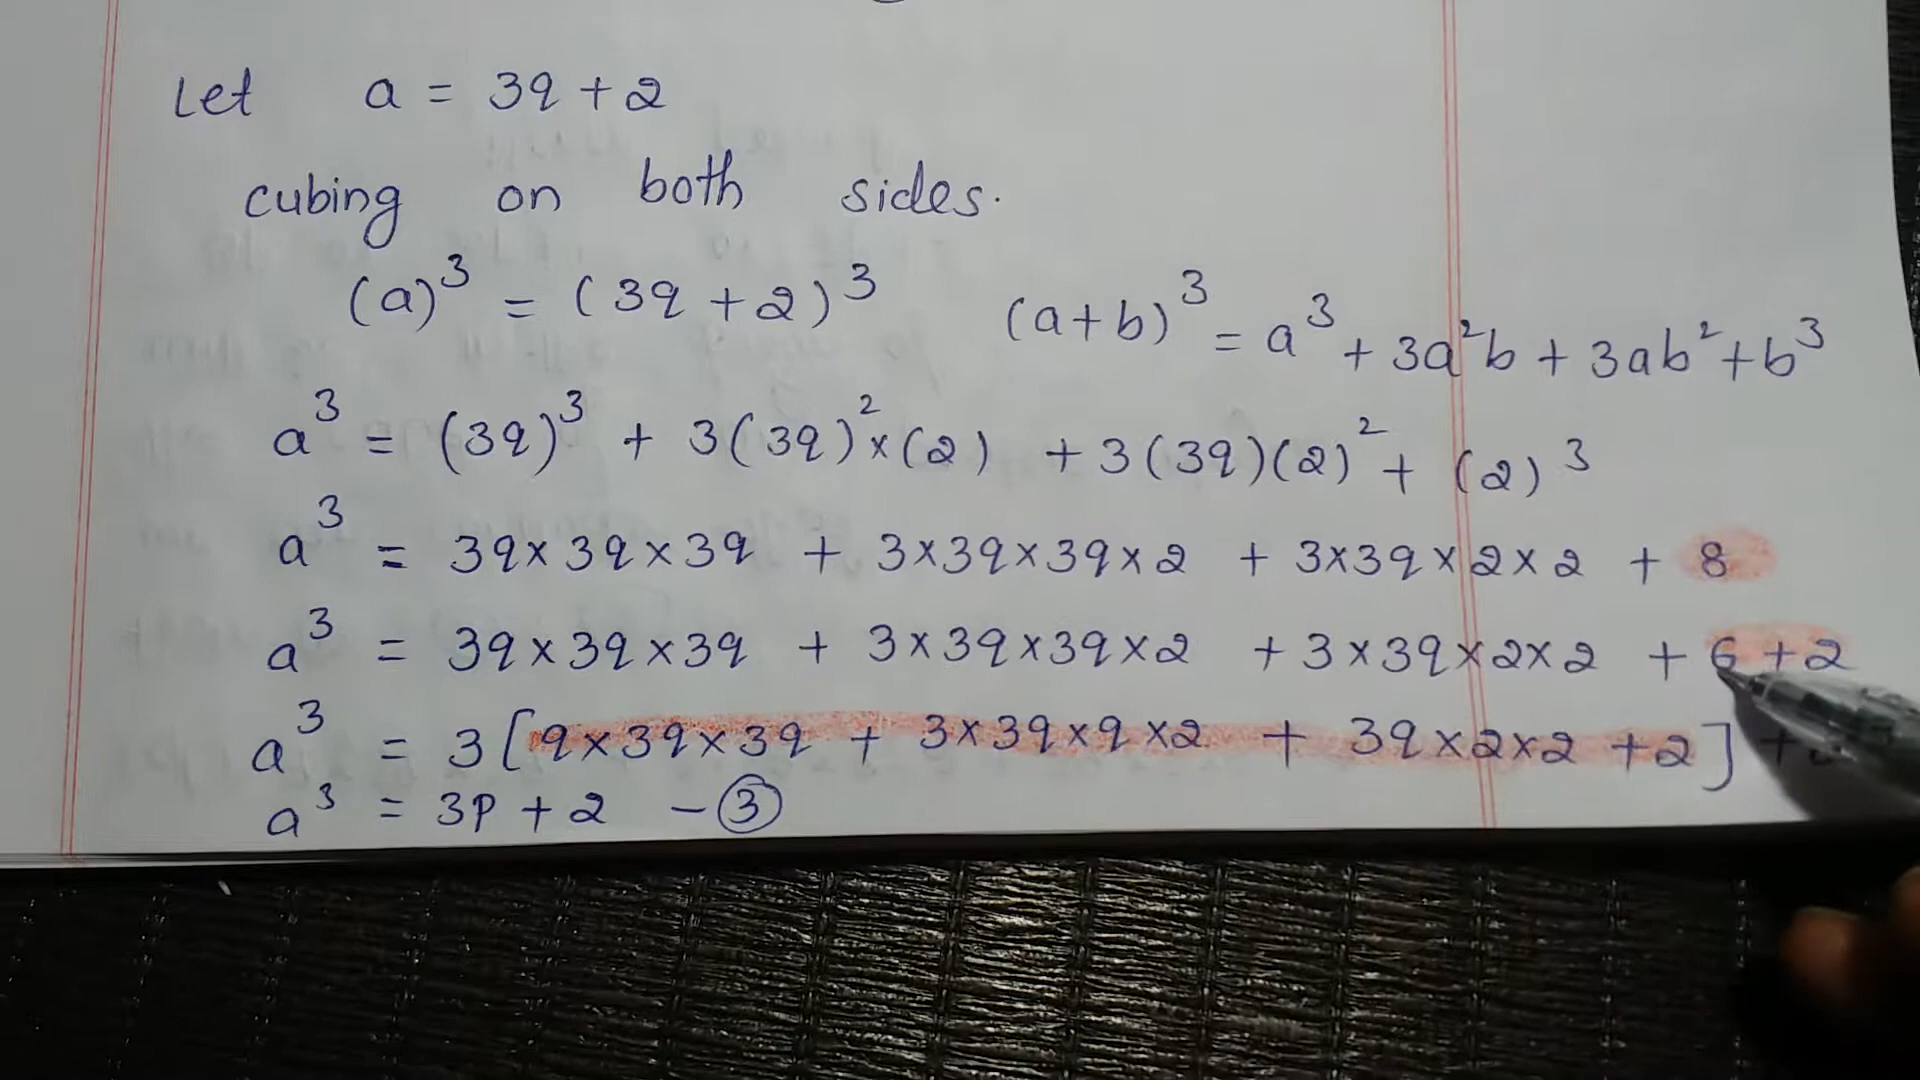 Let a = 3q + 2
cubing on both sides.
(a)³ = (3q + 2)³ (a+b)³ = a³ + 3a²b + 3ab² + b³
a³ = (3q)³ + 3(3q)²×(2) + 3(3q)(2)² + (2)³
a³ = 3q×3q×3q + 3×3q×3q×2 + 3×3q×2×2 + 8
a³ = 3q×3q×3q + 3×3q×3q×2 + 3×3q×2×2 + 6 + 2
a³ = 3[q×3q×3q + 3×3q×q×2 + 3q×2×2 + 2] +
a³ = 3p + 2 – ③